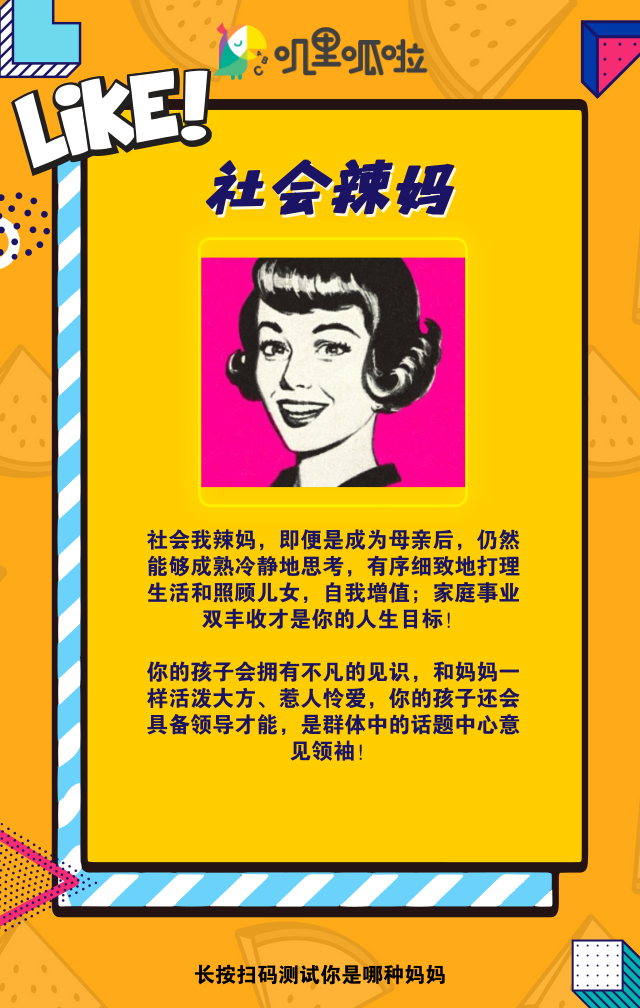 ABC
叽里呱啦
LiKE!
社会辣妈
社会我辣妈，即便是成为母亲后，仍然
能够成熟冷静地思考，有序细致地打理
生活和照顾儿女，自我增值；家庭事业
双丰收才是你的人生目标！
你的孩子会拥有不凡的见识，和妈妈一
样活泼大方、惹人怜爱，你的孩子还会
具备领导才能，是群体中的话题中心意
见领袖！
长按扫码测试你是哪种妈妈